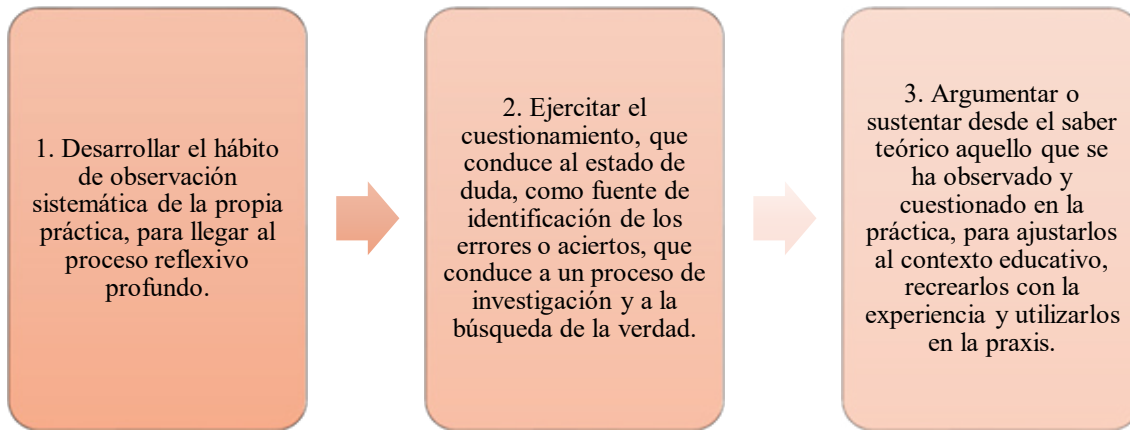 1. Desarrollar el hábito
de observación
sistemática de la propia
práctica, para llegar al
proceso reflexivo
profundo.
2. Ejercitar el
cuestionamiento, que
conduce al estado de
duda, como fuente de
identificación de los
errores o aciertos, que
conduce a un proceso de
investigación y a la
búsqueda de la verdad.
3. Argumentar o
sustentar desde el saber
teórico aquello que se
ha observado y
cuestionado en la
práctica, para ajustarlos
al contexto educativo,
recrearlos con la
experiencia y utilizarlos
en la praxis.